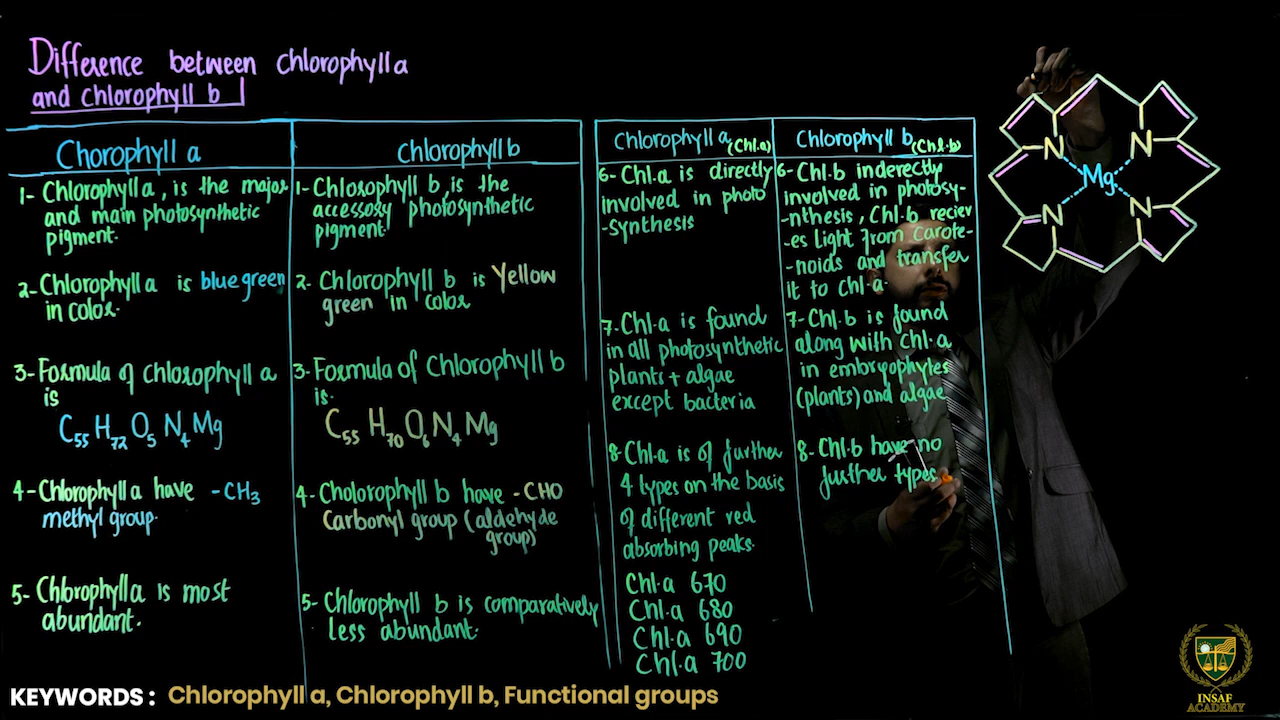 Difference between chlorophyll a
and chlorophyll b
Chorophyll a
1- Chlorophyll a, is the major
and main photosynthetic
pigment.
2- Chlorophyll a is blue green
in color.
3- Formula of chlorophyll a
is
C55 H72 O5 N4 Mg
4- Chlorophyll a have -CH3
methyl group.
5- Chlorophyll a is most
abundant.
Chlorophyll b
1- Chlorophyll b, is the
accessory photosynthetic
pigment.
2- Chlorophyll b is Yellow
green in color
3- Formula of Chlorophyll b
is.
C55 H70 O6 N4 Mg
4- Cholorophyll b have -CHO
Carbonyl group (aldehyde
group)
5- Chlorophyll b is comparatively
less abundant.
Chlorophyll a (Chl.a)
6- Chl.a is directly
involved in photo
-synthesis
7- Chl.a is found
in all photosynthetic
plants + algae
except bacteria
8- Chl.a is of further
4 types on the basis
of different red
absorbing peaks.
Chl.a 670
Chl.a 680
Chl.a 690
Chl.a 700
Chlorophyll b (Chl.b)
6- Chl.b inderectly
involved in photosy-
-nthesis, Chl.b reciev
-es light from carote-
-noids and transfer
it to chl-a.
7- Chl.b is found
along with chl.a
in embryophytes
(plants) and algae
8- Chl.b have no
further types.
N N
Mg
N N
KEYWORDS : Chlorophyll a, Chlorophyll b, Functional groups
INSAF
ACADEMY